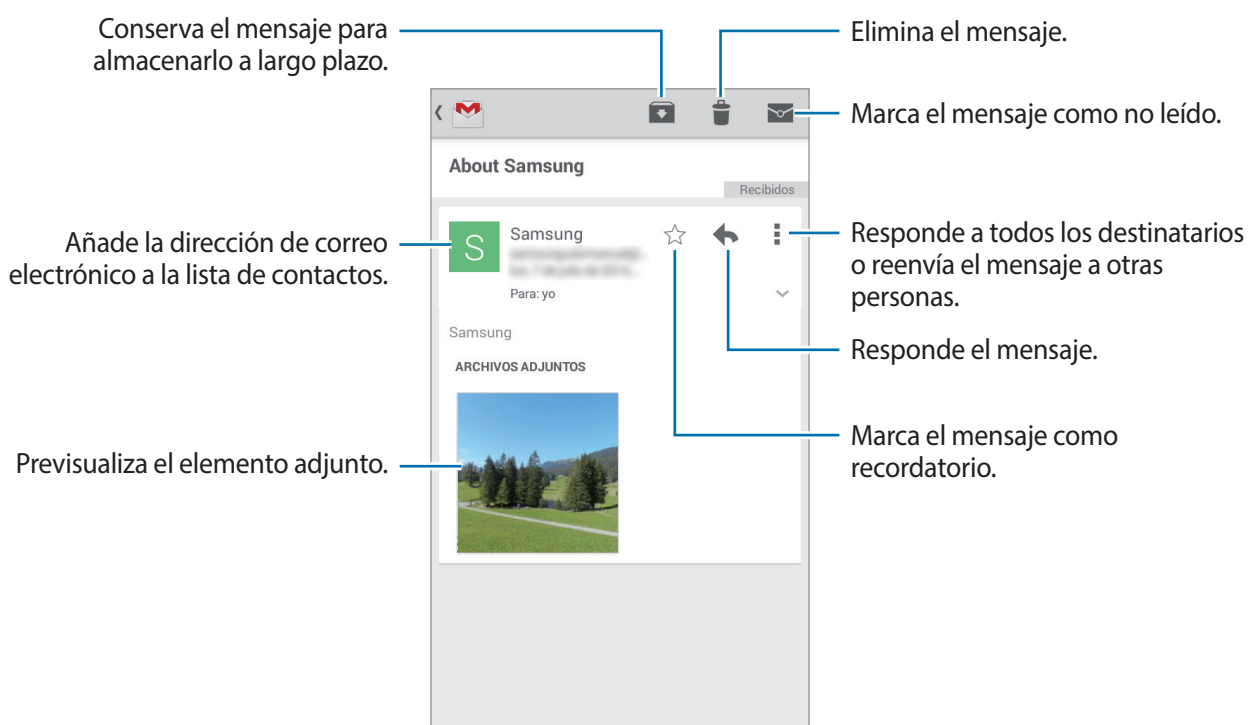 Conserva el mensaje para
almacenarlo a largo plazo.
Elimina el mensaje.
Marca el mensaje como no leído.
About Samsung
Recibidos
Añade la dirección de correo
electrónico a la lista de contactos.
S
Samsung
Para: yo
Responde a todos los destinatarios
o reenvía el mensaje a otras
personas.
Samsung
Responde el mensaje.
ARCHIVOS ADJUNTOS
Previsualiza el elemento adjunto.
Marca el mensaje como
recordatorio.